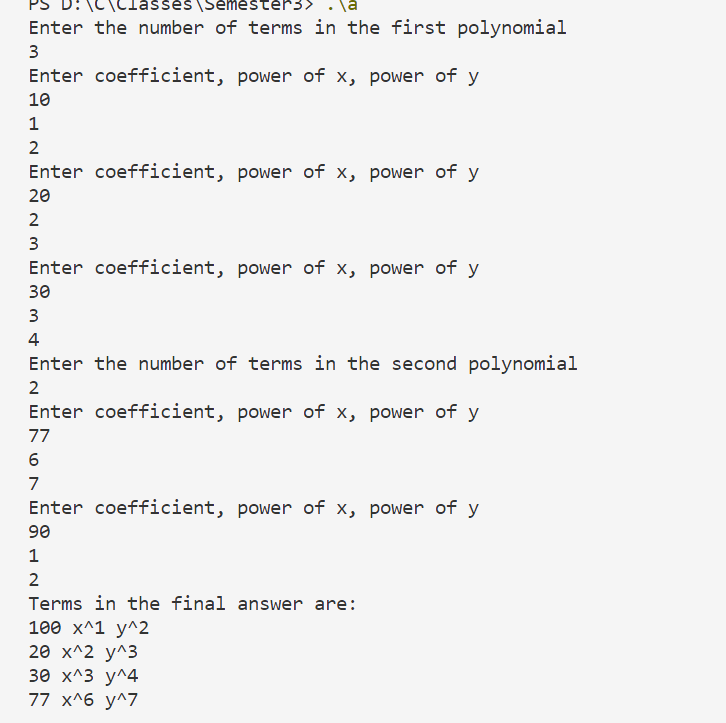 PS D:\C\Classes\Semester3> .\a
Enter the number of terms in the first polynomial
3
Enter coefficient, power of x, power of y
10
1
2
Enter coefficient, power of x, power of y
20
2
3
Enter coefficient, power of x, power of y
30
3
4
Enter the number of terms in the second polynomial
2
Enter coefficient, power of x, power of y
77
6
7
Enter coefficient, power of x, power of y
90
1
2
Terms in the final answer are:
100 x^1 y^2
20 x^2 y^3
30 x^3 y^4
77 x^6 y^7